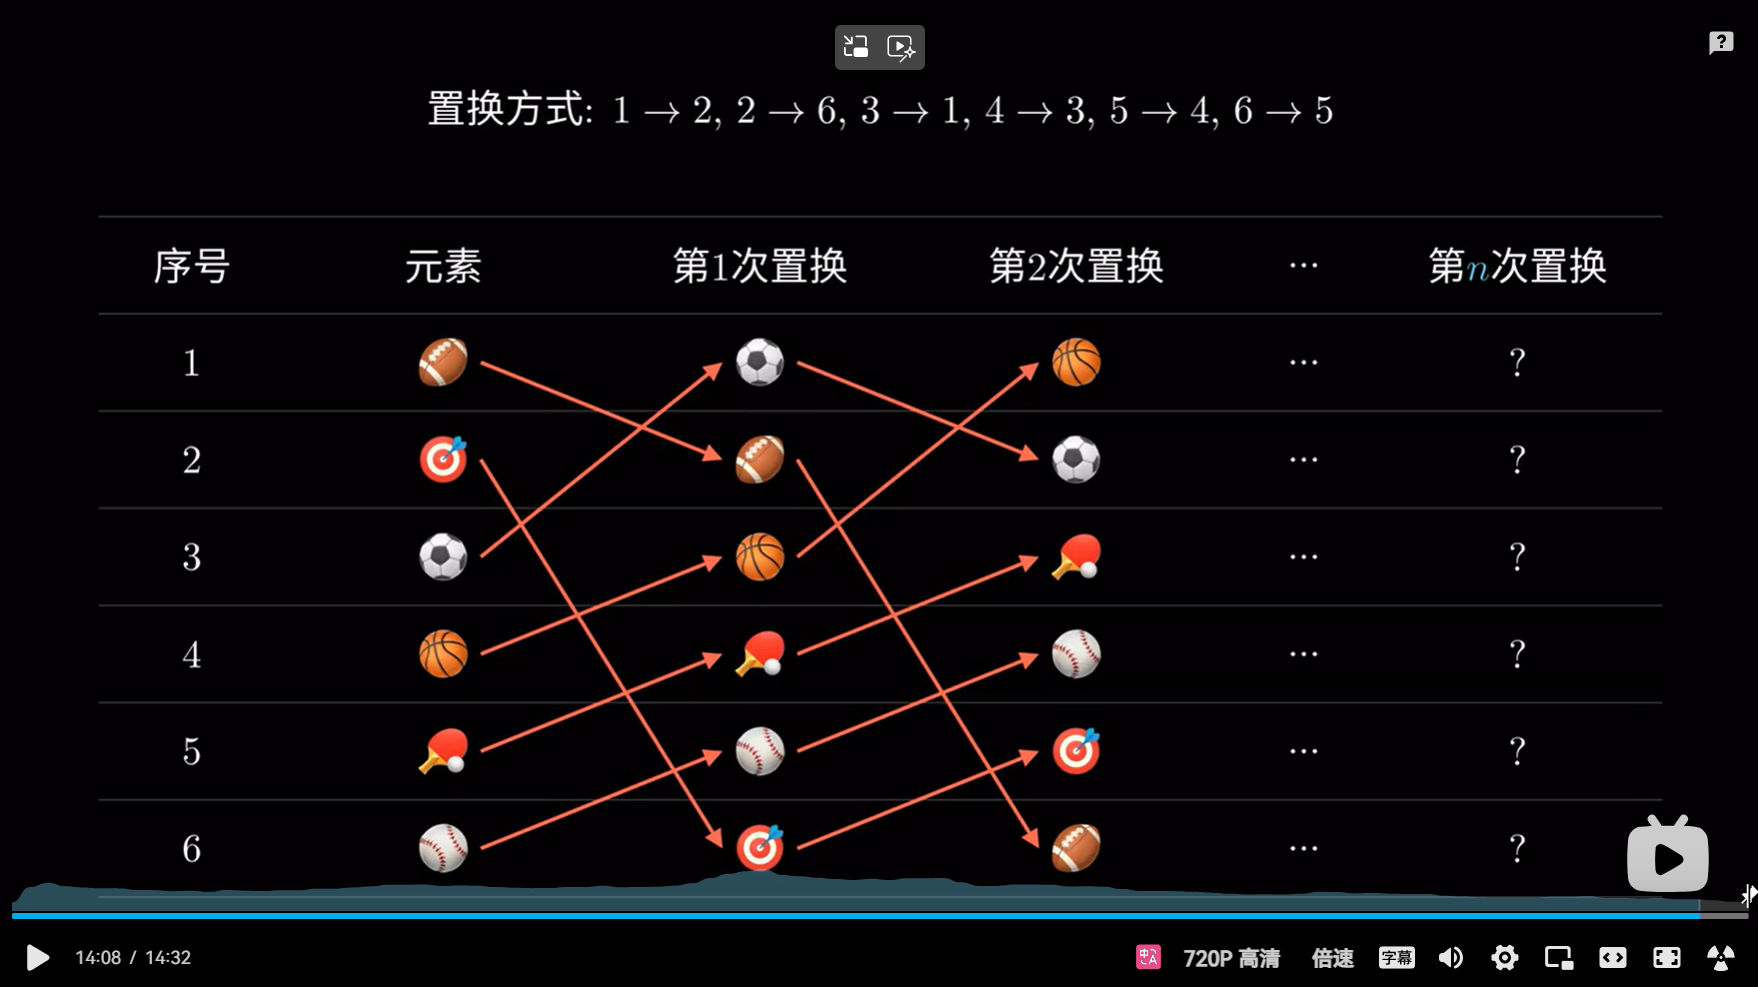 置换方式: 1 → 2, 2 → 6, 3 → 1, 4 → 3, 5 → 4, 6 → 5
序号 元素 第1次置换 第2次置换 ··· 第n次置换
1 ··· ?
2 ··· ?
3 ··· ?
4 ··· ?
5 ··· ?
6 ··· ?
14:08 / 14:32 中A 720P 高清 倍速 字幕